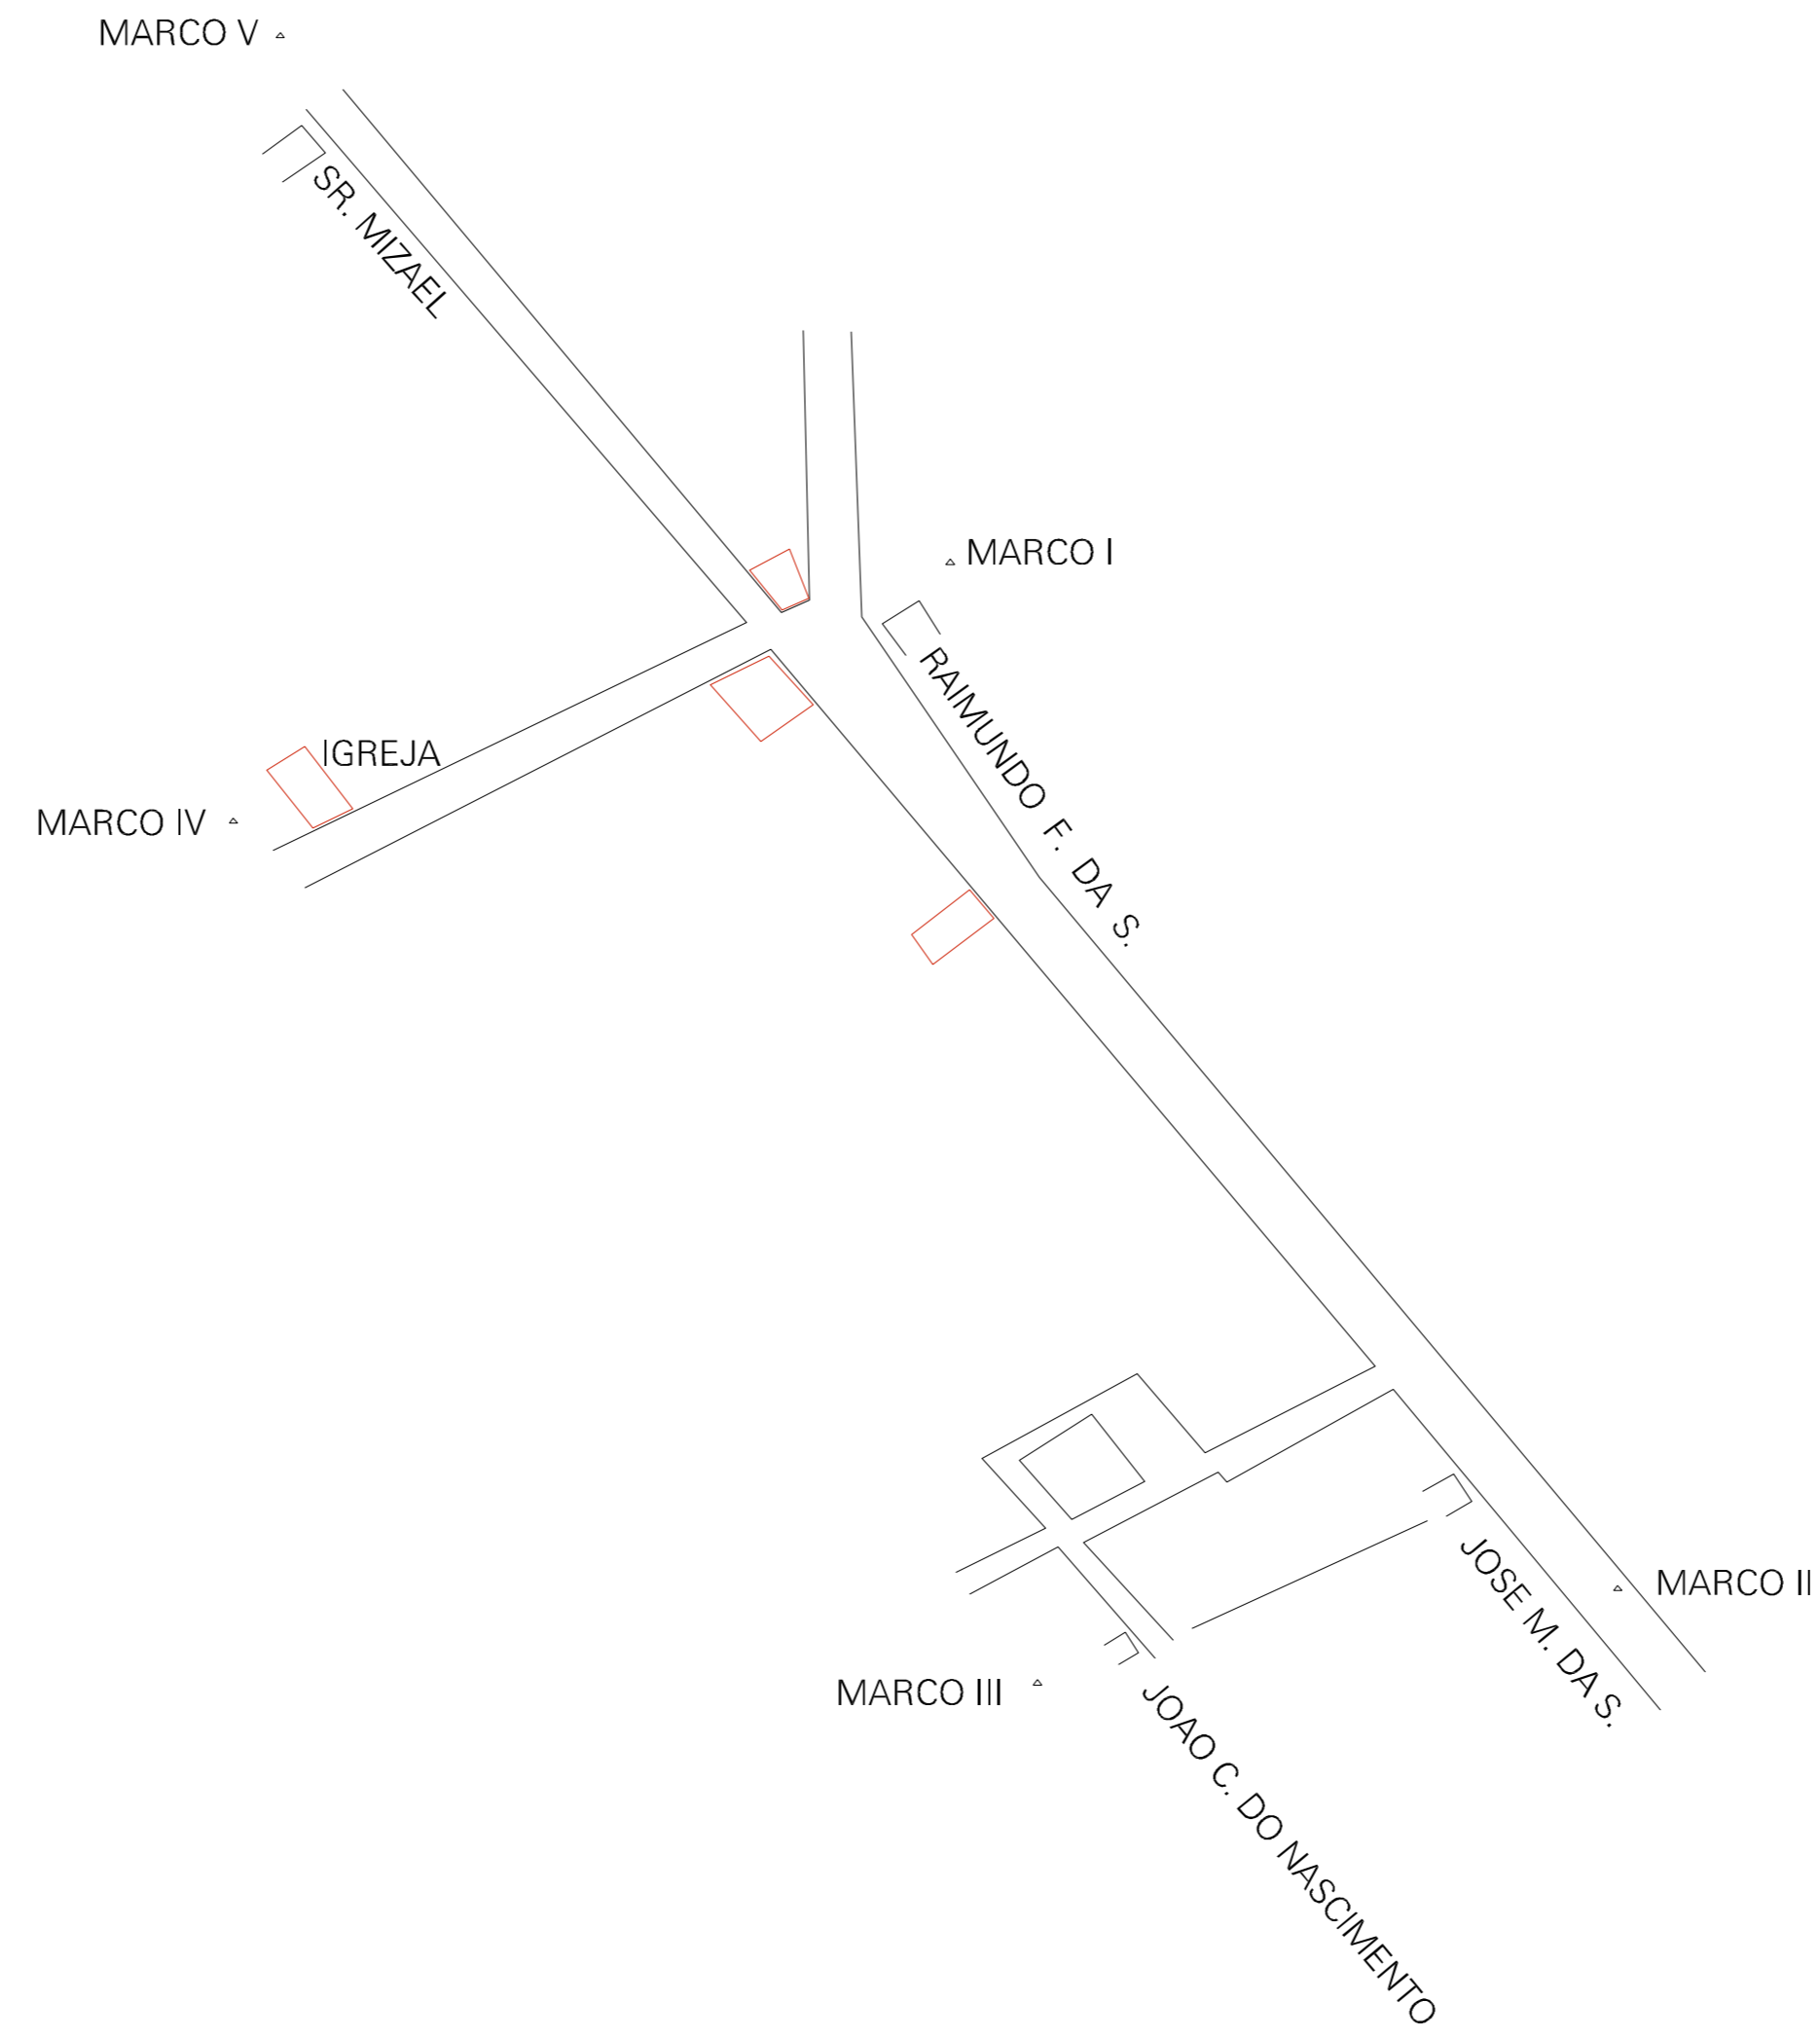 MARCO V
SR. MIZAEL
MARCO I
RAIMUNDO F. DA S.
IGREJA
MARCO IV
JOSE M. DA S.
MARCO II
MARCO III
JOAO C. DO NASCIMENTO